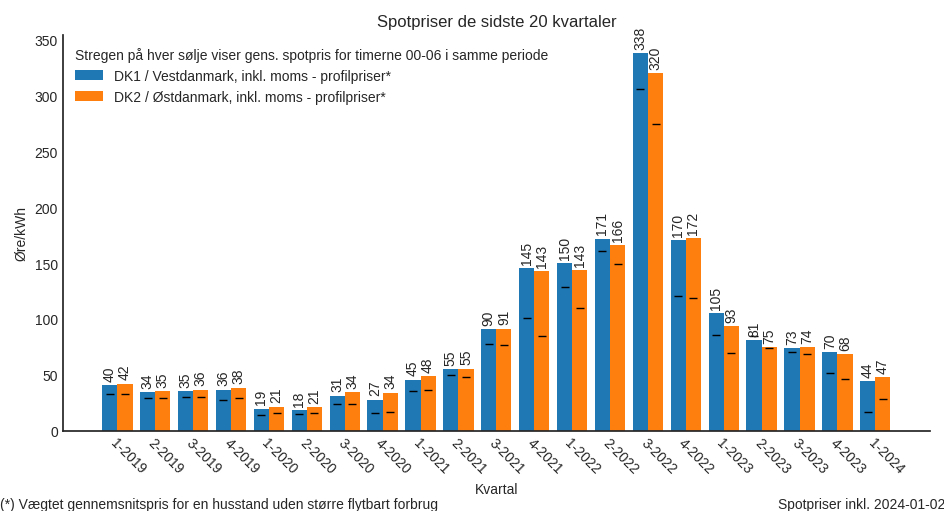 Spotpriser de sidste 20 kvartaler
Stregen på hver sølje viser gens. spotpris for timerne 00-06 i samme periode
DK1 / Vestdanmark, inkl. moms - profilpriser*
DK2 / Østdanmark, inkl. moms - profilpriser*
Øre/kWh
350
300
250
200
150
100
50
0
40 42 34 35 35 36 36 38 19 21 18 21 31 34 27 34 45 48 55 55 90 91 145 143 150 143 171 166 338 320 170 172 105 93 81 75 73 74 70 68 44 47
1-2019 2-2019 3-2019 4-2019 1-2020 2-2020 3-2020 4-2020 1-2021 2-2021 3-2021 4-2021 1-2022 2-2022 3-2022 4-2022 1-2023 2-2023 3-2023 4-2023 1-2024
Kvartal
(*) Vægtet gennemsnitspris for en husstand uden større flytbart forbrug
Spotpriser inkl. 2024-01-02